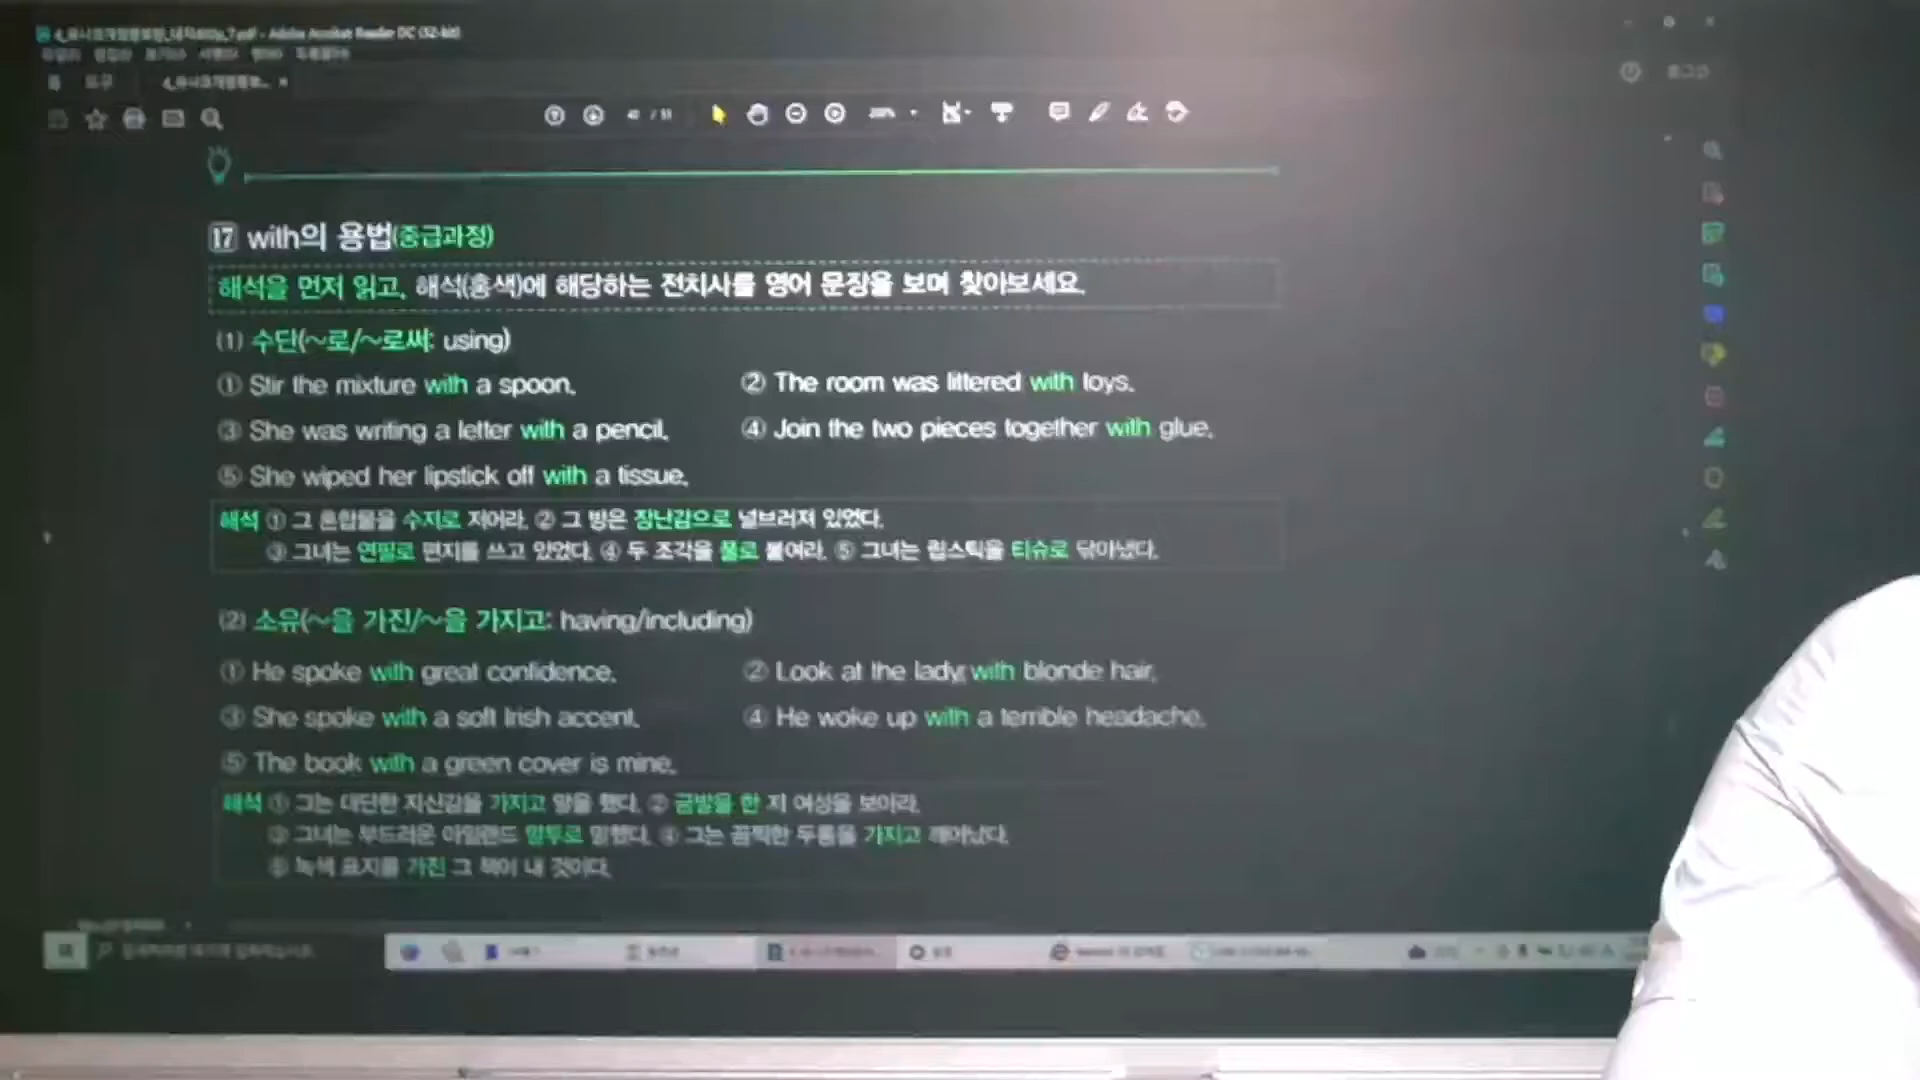 Adobe Acrobat Reader DC (32-bit)
17 with의 용법(중급과정)
해석을 먼저 읽고, 해석(홍색)에 해당하는 전치사를 영어 문장을 보며 찾아보세요.
(1) 수단(~로/~로써: using)
① Stir the mixture with a spoon. ② The room was littered with toys.
③ She was writing a letter with a pencil. ④ Join the two pieces together with glue.
⑤ She wiped her lipstick off with a tissue.
해석 ① 그 혼합물을 수저로 저어라. ② 그 방은 장난감으로 널브러져 있었다.
③ 그녀는 연필로 편지를 쓰고 있었다. ④ 두 조각을 풀로 붙여라. ⑤ 그녀는 립스틱을 티슈로 닦아냈다.
(2) 소유(~을 가진/~을 가지고: having/including)
① He spoke with great confidence. ② Look at the lady with blonde hair.
③ She spoke with a soft Irish accent. ④ He woke up with a terrible headache.
⑤ The book with a green cover is mine.
해석 ① 그는 대단한 자신감을 가지고 말을 했다. ② 금발을 한 저 여성을 보아라.
③ 그녀는 부드러운 아일랜드 말투로 말했다. ④ 그는 끔찍한 두통을 가지고 깨어났다.
⑤ 녹색 표지를 가진 그 책이 내 것이다.